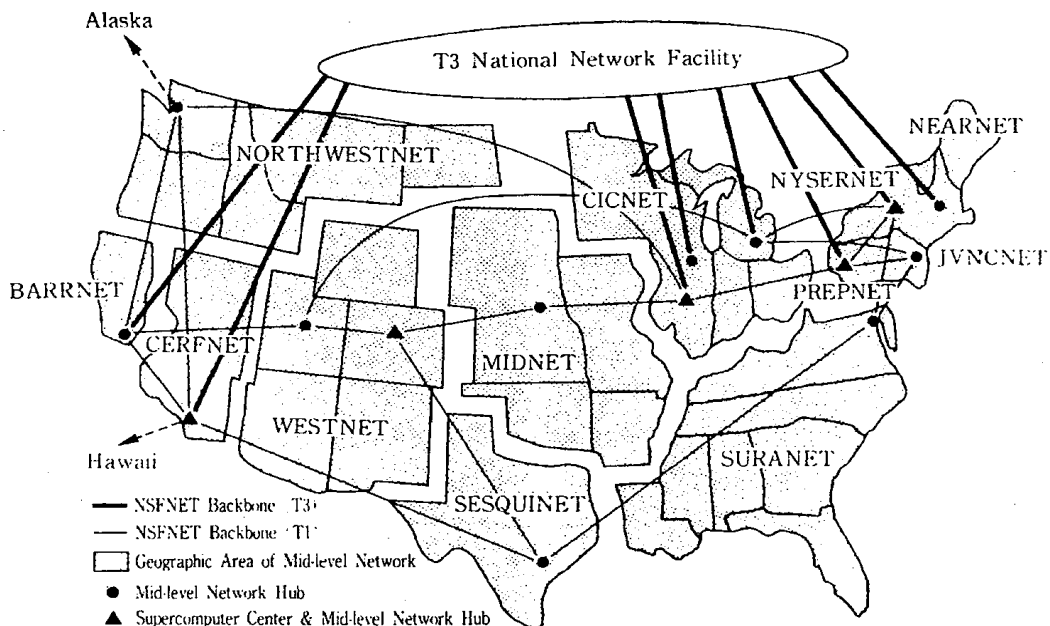 Alaska
T3 National Network Facility
NEARNET
NORTHWESTNET
NYSERNET
CICNET
JVNCNET
BARRNET
PREPNET
CERFNET
MIDNET
WESTNET
SURANET
Hawaii
SESQUINET
NSFNET Backbone (T3)
NSFNET Backbone (T1)
Geographic Area of Mid-level Network
Mid-level Network Hub
Supercomputer Center & Mid-level Network Hub